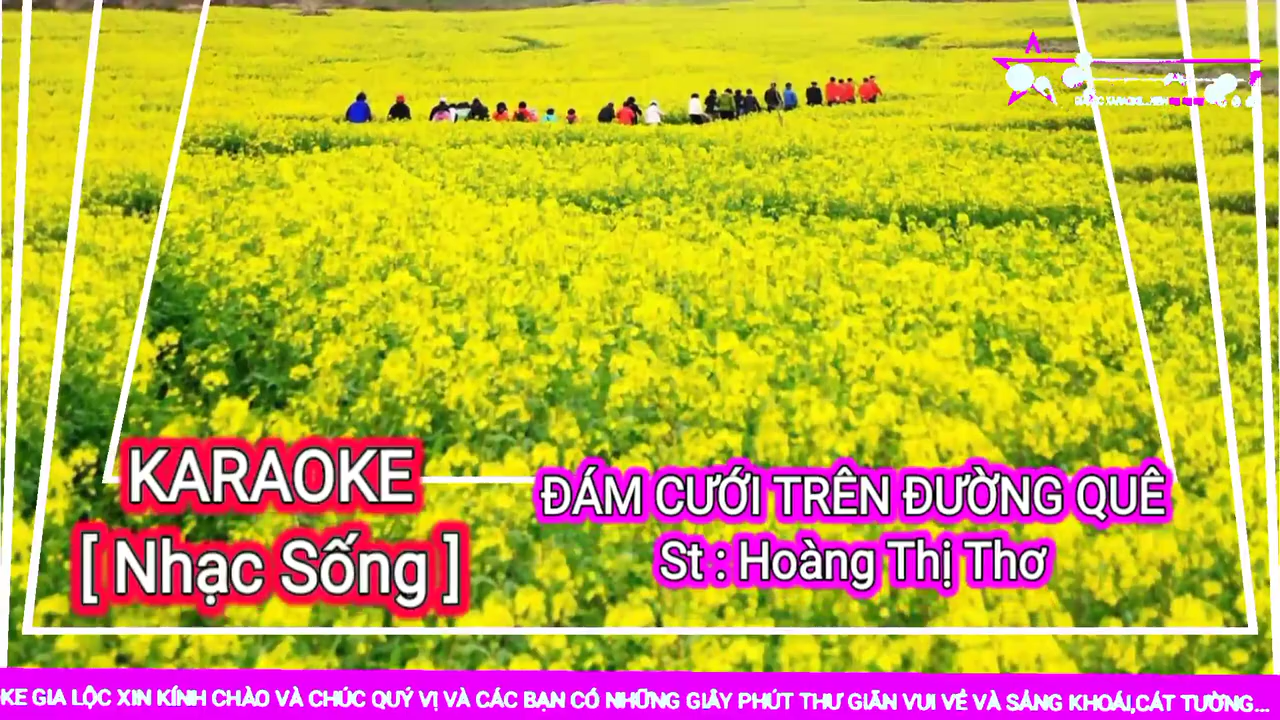 KARAOKE
[ Nhạc Sống ]
ĐÁM CƯỚI TRÊN ĐƯỜNG QUÊ
St : Hoàng Thị Thơ
KE GIA LỘC XIN KÍNH CHÀO VÀ CHÚC QUÝ VỊ VÀ CÁC BẠN CÓ NHỮNG GIÂY PHÚT THƯ GIÃN VUI VẺ VÀ SẢNG KHOÁI,CÁT TƯỜNG...